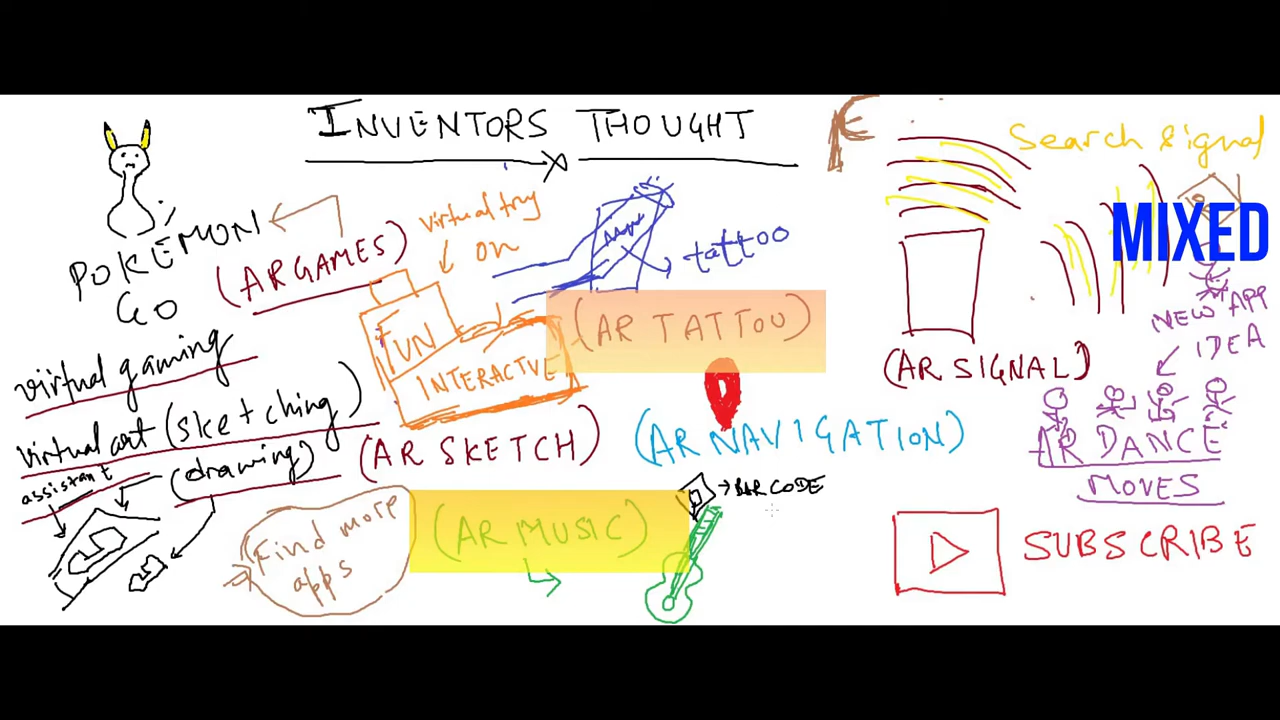 INVENTORS THOUGHT
Search signal
MIXED
virtual try
on
tattoo
POKEMON
GO
(AR GAMES)
FUN
INTERACTVE
(AR TATTOO)
NEW APP
IDEA
(AR SIGNAL)
virtual gaming
virtual art (sketching)
assistant
(drawing)
(AR SKETCH)
(AR NAVIGATION)
AR DANCE
MOVES
BAR CODE
Find more
apps
(AR MUSIC)
SUBSCRIBE